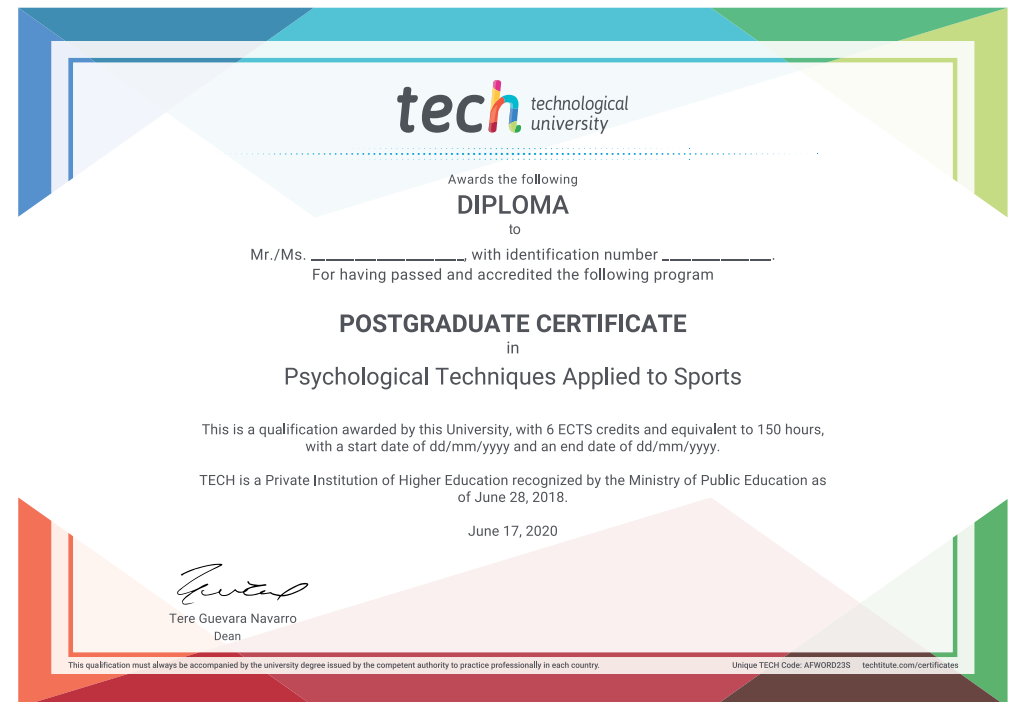 tech technological
university
Awards the following
DIPLOMA
to
Mr./Ms. ____________________, with identification number ______________.
For having passed and accredited the following program
POSTGRADUATE CERTIFICATE
in
Psychological Techniques Applied to Sports
This is a qualification awarded by this University, with 6 ECTS credits and equivalent to 150 hours,
with a start date of dd/mm/yyyy and an end date of dd/mm/yyyy.
TECH is a Private Institution of Higher Education recognized by the Ministry of Public Education as
of June 28, 2018.
June 17, 2020
Tere Guevara Navarro
Dean
This qualification must always be accompanied by the university degree issued by the competent authority to practice professionally in each country.
Unique TECH Code: AFWORD23S techtitute.com/certificates